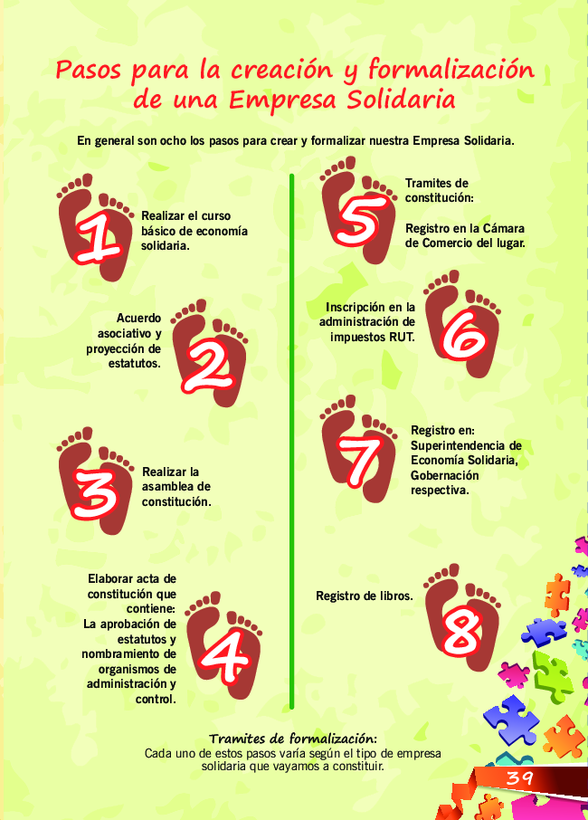 Pasos para la creación y formalización
de una Empresa Solidaria
En general son ocho los pasos para crear y formalizar nuestra Empresa Solidaria.
1
Realizar el curso
básico de economía
solidaria.
Acuerdo
asociativo y
proyección de
estatutos.
2
3
Realizar la
asamblea de
constitución.
Elaborar acta de
constitución que
contiene:
La aprobación de
estatutos y
nombramiento de
organismos de
administración y
control.
4
5
Tramites de
constitución:
Registro en la Cámara
de Comercio del lugar.
Inscripción en la
administración de
impuestos RUT.
6
7
Registro en:
Superintendencia de
Economía Solidaria,
Gobernación
respectiva.
Registro de libros.
8
Tramites de formalización:
Cada uno de estos pasos varía según el tipo de empresa
solidaria que vayamos a constituir.
39